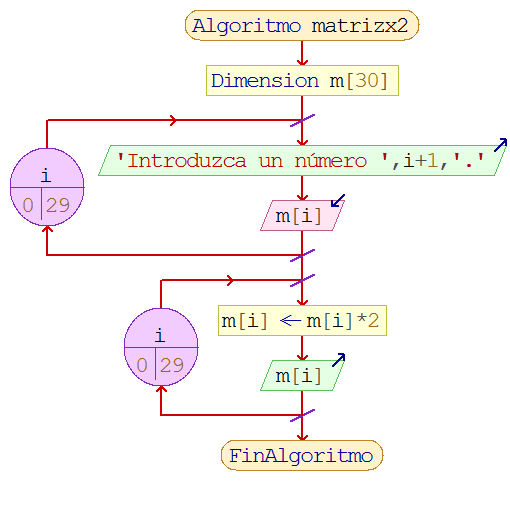 Algoritmo matrizx2
Dimension m[30]
'Introduzca un número ',i+1,'.'
i
0 29
m[i]
m[i] ← m[i]*2
i
0 29
m[i]
FinAlgoritmo